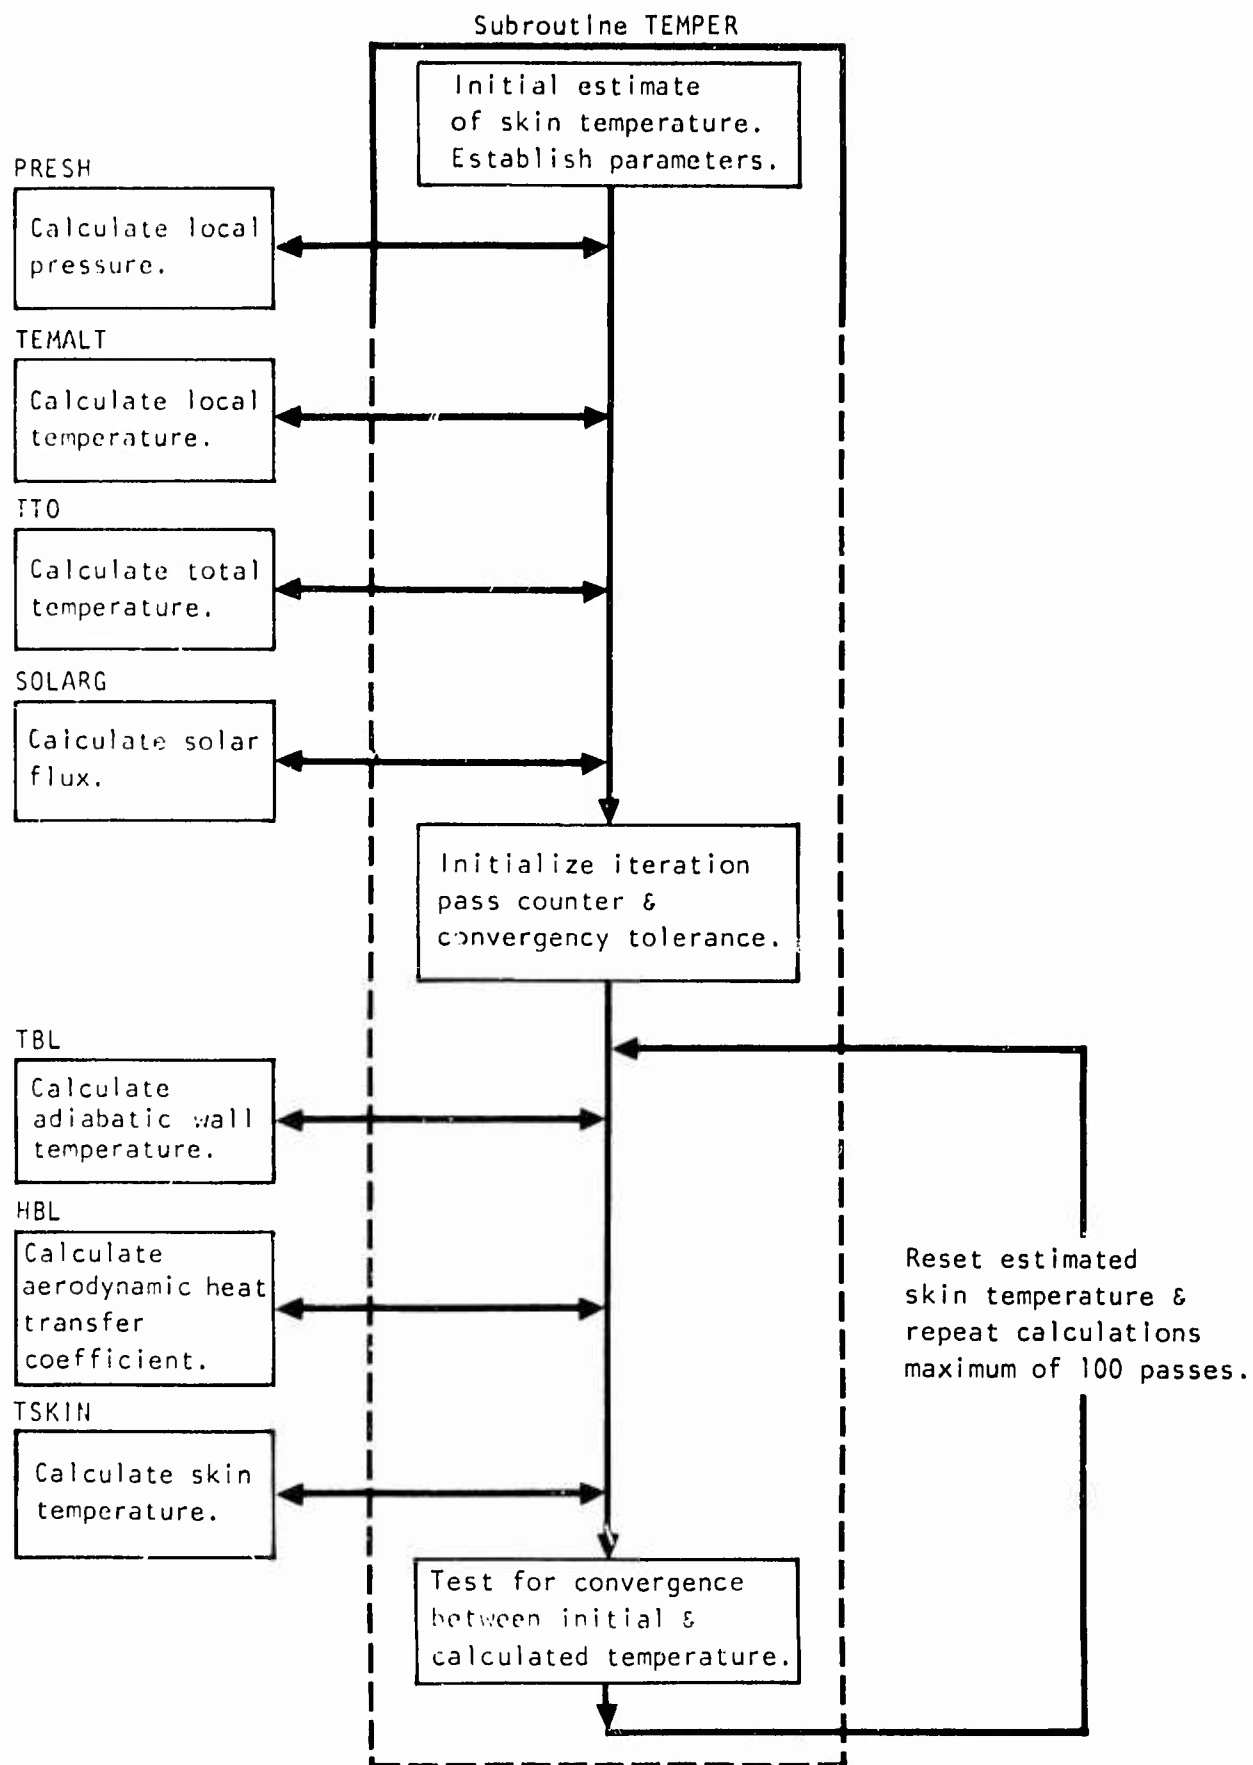 Subroutine TEMPER
Initial estimate
of skin temperature.
Establish parameters.
PRESH
Calculate local
pressure.
TEMALT
Calculate local
temperature.
TTO
Calculate total
temperature.
SOLARG
Calculate solar
flux.
Initialize iteration
pass counter &
convergency tolerance.
TBL
Calculate
adiabatic wall
temperature.
HBL
Calculate
aerodynamic heat
transfer
coefficient.
Reset estimated
skin temperature &
repeat calculations
maximum of 100 passes.
TSKIN
Calculate skin
temperature.
Test for convergence
between initial &
calculated temperature.